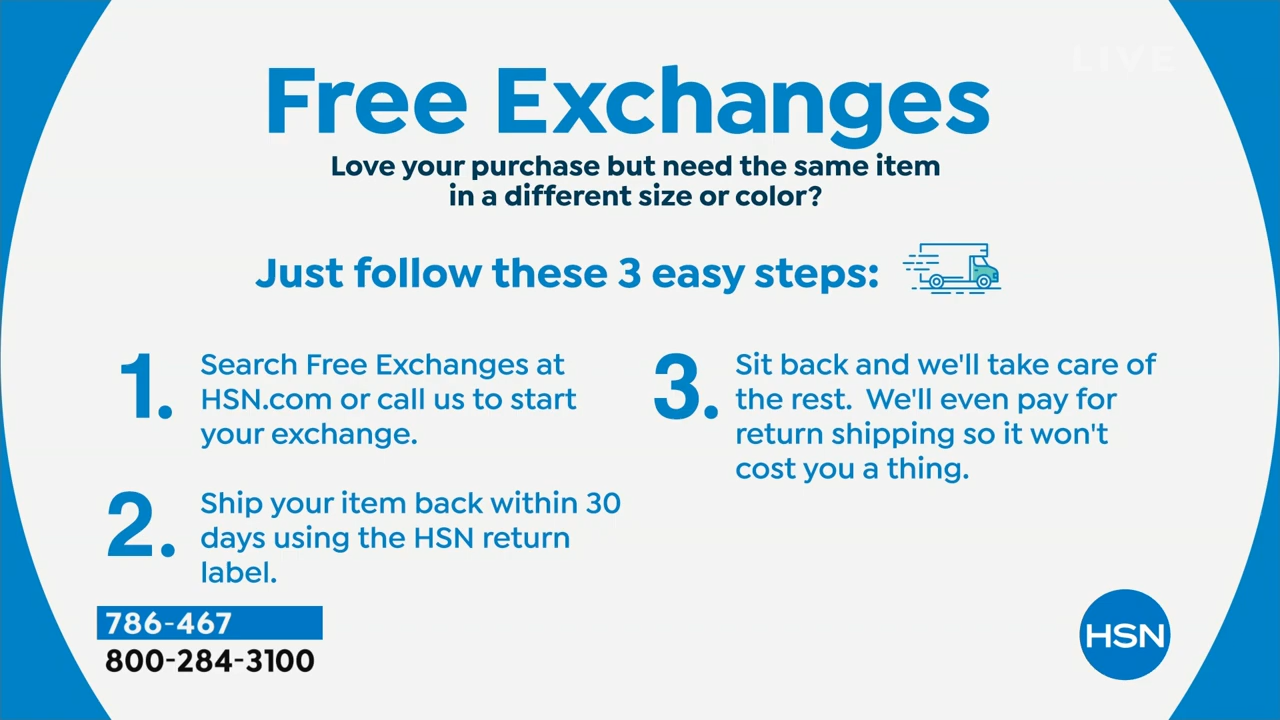 LIVE
Free Exchanges
Love your purchase but need the same item
in a different size or color?
Just follow these 3 easy steps:
1. Search Free Exchanges at
HSN.com or call us to start
your exchange.
2. Ship your item back within 30
days using the HSN return
label.
3. Sit back and we'll take care of
the rest.  We'll even pay for
return shipping so it won't
cost you a thing.
786-467
800-284-3100
HSN